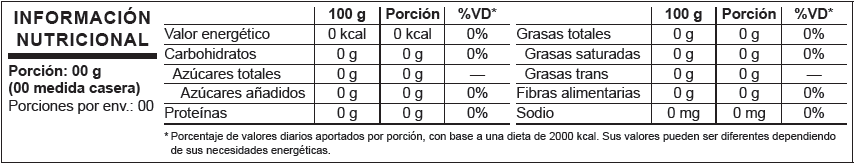 INFORMACIÓN
NUTRICIONAL
Porción: 00 g
(00 medida casera)
Porciones por env.: 00
100 g Porción %VD*
Valor energético 0 kcal 0 kcal 0%
Carbohidratos 0 g 0 g 0%
Azúcares totales 0 g 0 g —
Azúcares añadidos 0 g 0 g 0%
Proteínas 0 g 0 g 0%
100 g Porción %VD*
Grasas totales 0 g 0 g 0%
Grasas saturadas 0 g 0 g 0%
Grasas trans 0 g 0 g —
Fibras alimentarias 0 g 0 g 0%
Sodio 0 mg 0 mg 0%
* Porcentaje de valores diarios aportados por porción, con base a una dieta de 2000 kcal. Sus valores pueden ser diferentes dependiendo
de sus necesidades energéticas.